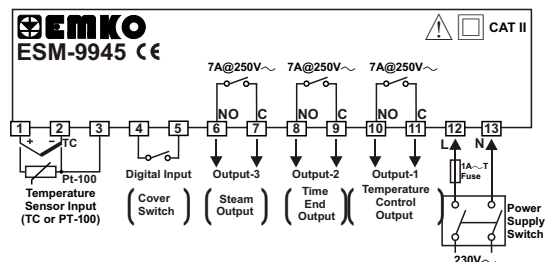 EMKO
ESM-9945 CE
CAT II
7A@250V～ 7A@250V～ 7A@250V～
NO C NO C NO C
1 2 3 4 5 6 7 8 9 10 11 12 13
+ − TC
L N
Pt-100
1A～T
Fuse
Temperature
Sensor Input
(TC or PT-100)
Digital Input
(Cover
Switch)
Output-3
(Steam
Output)
Output-2
(Time
End
Output)
Output-1
(Temperature
Control
Output)
Power
Supply
Switch
230V～